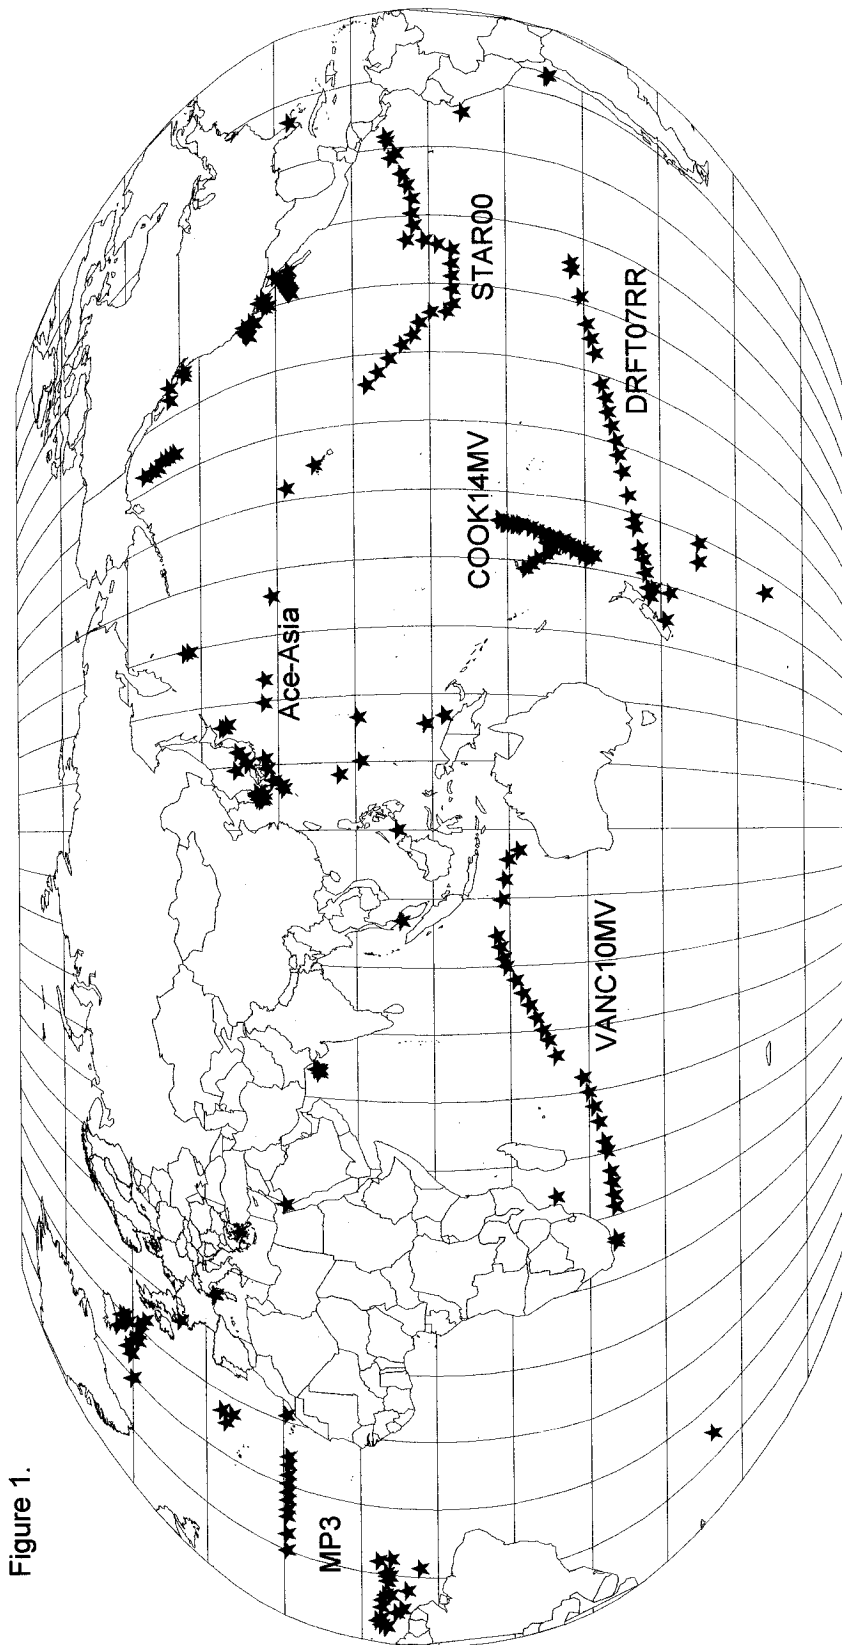 Figure 1.
MP3
VANC10MV
Ace-Asia
COOK14MV
DRFT07RR
STAR00